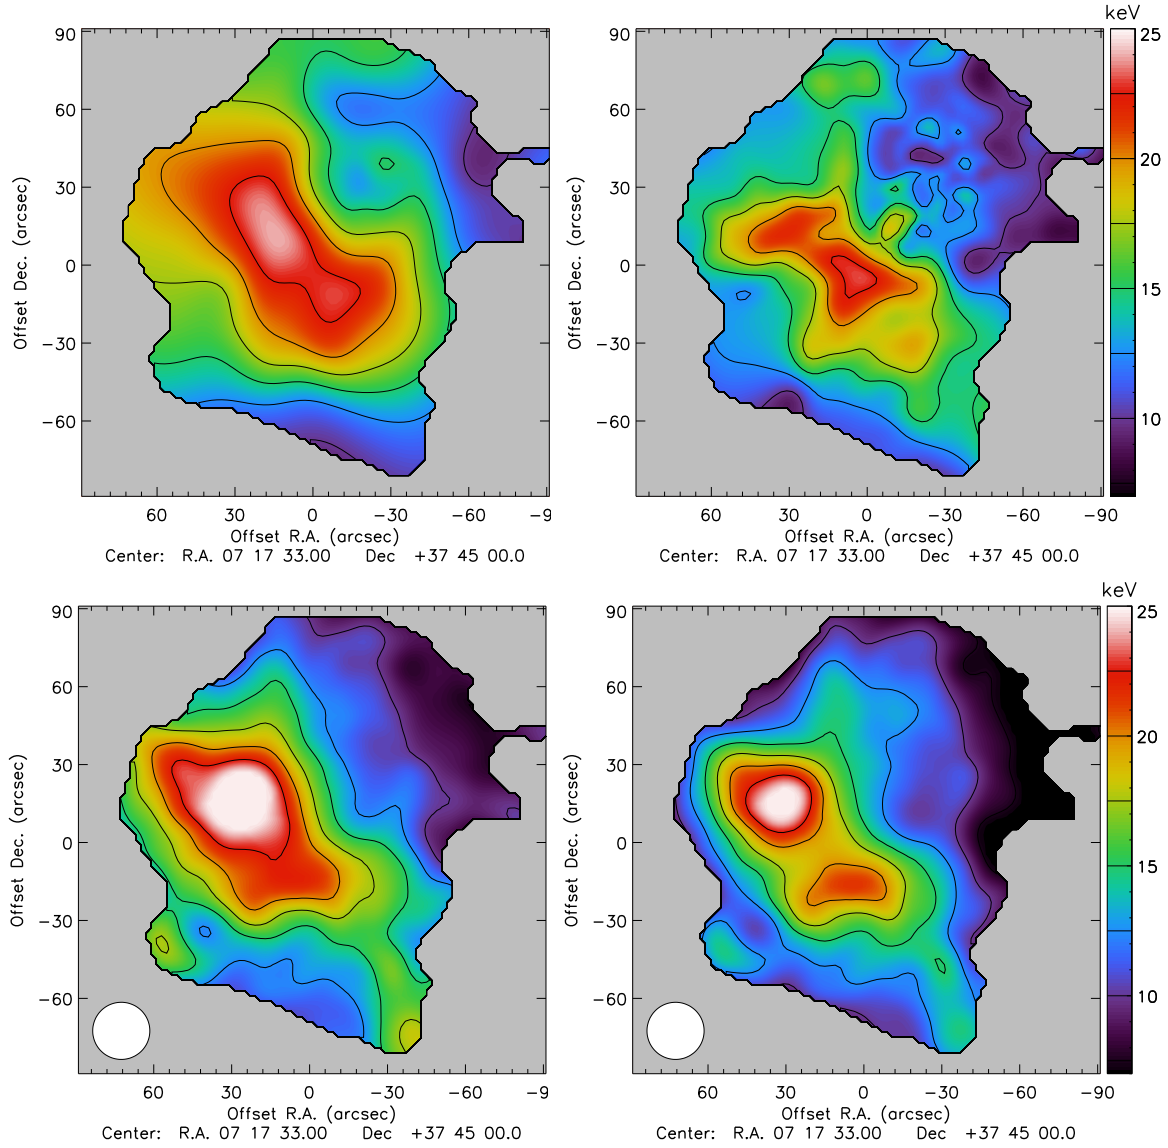 keV
90
60
30
0
−30
−60
Offset Dec. (arcsec)
60 30 0 −30 −60 −9
Offset R.A. (arcsec)
Center: R.A. 07 17 33.00 Dec +37 45 00.0
90
60
30
0
−30
−60
Offset Dec. (arcsec)
60 30 0 −30 −60 −90
Offset R.A. (arcsec)
Center: R.A. 07 17 33.00 Dec +37 45 00.0
25
20
15
10
keV
90
60
30
0
−30
−60
Offset Dec. (arcsec)
60 30 0 −30 −60 −9
Offset R.A. (arcsec)
Center: R.A. 07 17 33.00 Dec +37 45 00.0
90
60
30
0
−30
−60
Offset Dec. (arcsec)
60 30 0 −30 −60 −90
Offset R.A. (arcsec)
Center: R.A. 07 17 33.00 Dec +37 45 00.0
25
20
15
10